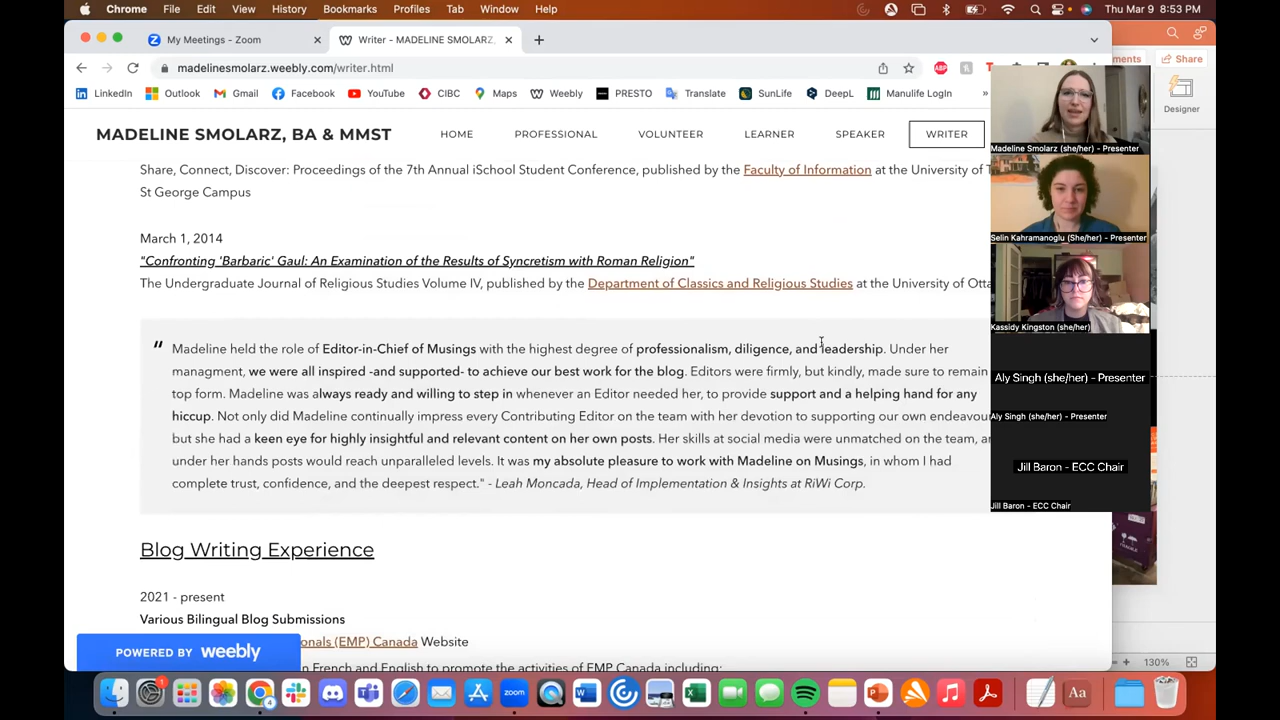 Chrome File Edit View History Bookmarks Profiles Tab Window Help Thu Mar 9 8:53 PM
My Meetings - Zoom Writer - MADELINE SMOLARZ,
madelinesmolarz.weebly.com/writer.html
ments Share
LinkedIn Outlook Gmail Facebook YouTube CIBC Maps Weebly PRESTO Translate SunLife DeepL Manulife LogIn »
Designer
MADELINE SMOLARZ, BA & MMST HOME PROFESSIONAL VOLUNTEER LEARNER SPEAKER WRITER
Madeline Smolarz (she/her) - Presenter
Share, Connect, Discover: Proceedings of the 7th Annual iSchool Student Conference, published by the Faculty of Information at the University of T
St George Campus
Selin Kahramanoglu (She/her) - Presenter
March 1, 2014
"Confronting 'Barbaric' Gaul: An Examination of the Results of Syncretism with Roman Religion"
The Undergraduate Journal of Religious Studies Volume IV, published by the Department of Classics and Religious Studies at the University of Otta
Kassidy Kingston (she/her)
“ Madeline held the role of Editor-in-Chief of Musings with the highest degree of professionalism, diligence, and leadership. Under her
managment, we were all inspired -and supported- to achieve our best work for the blog. Editors were firmly, but kindly, made sure to remain
top form. Madeline was always ready and willing to step in whenever an Editor needed her, to provide support and a helping hand for any
hiccup. Not only did Madeline continually impress every Contributing Editor on the team with her devotion to supporting our own endeavou
but she had a keen eye for highly insightful and relevant content on her own posts. Her skills at social media were unmatched on the team, an
under her hands posts would reach unparalleled levels. It was my absolute pleasure to work with Madeline on Musings, in whom I had
complete trust, confidence, and the deepest respect." - Leah Moncada, Head of Implementation & Insights at RiWi Corp.
Aly Singh (she/her) - Presenter
Aly Singh (she/her) - Presenter
Jill Baron - ECC Chair
Jill Baron - ECC Chair
Blog Writing Experience
2021 - present
Various Bilingual Blog Submissions
onals (EMP) Canada Website
POWERED BY weebly
n French and English to promote the activities of EMP Canada including:
130%
1
4
zoom
Aa